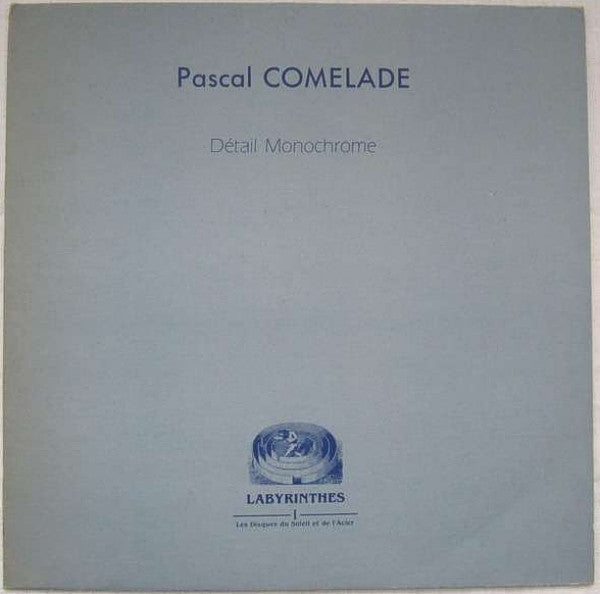 Pascal COMELADE
Détail Monochrome
LABYRINTHES
I
Les Disques du Soleil et de l'Acier